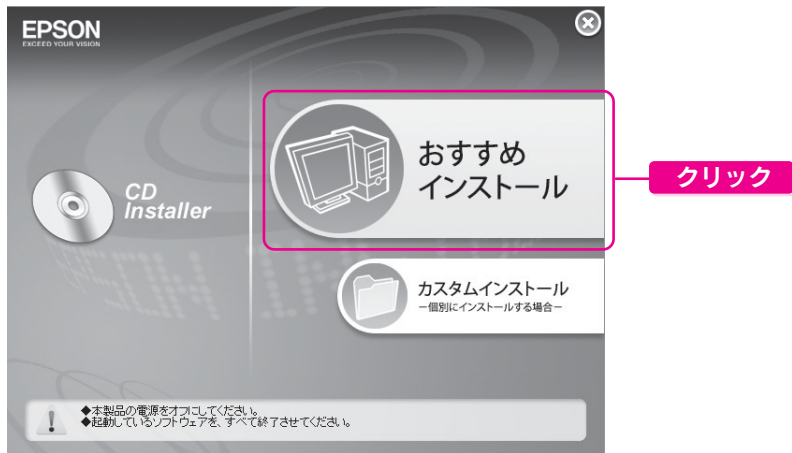 EPSON
EXCEED YOUR VISION
おすすめ
インストール
クリック
CD
Installer
カスタムインストール
－個別にインストールする場合－
◆本製品の電源をオフにしてください。
◆起動しているソフトウェアを、すべて終了させてください。